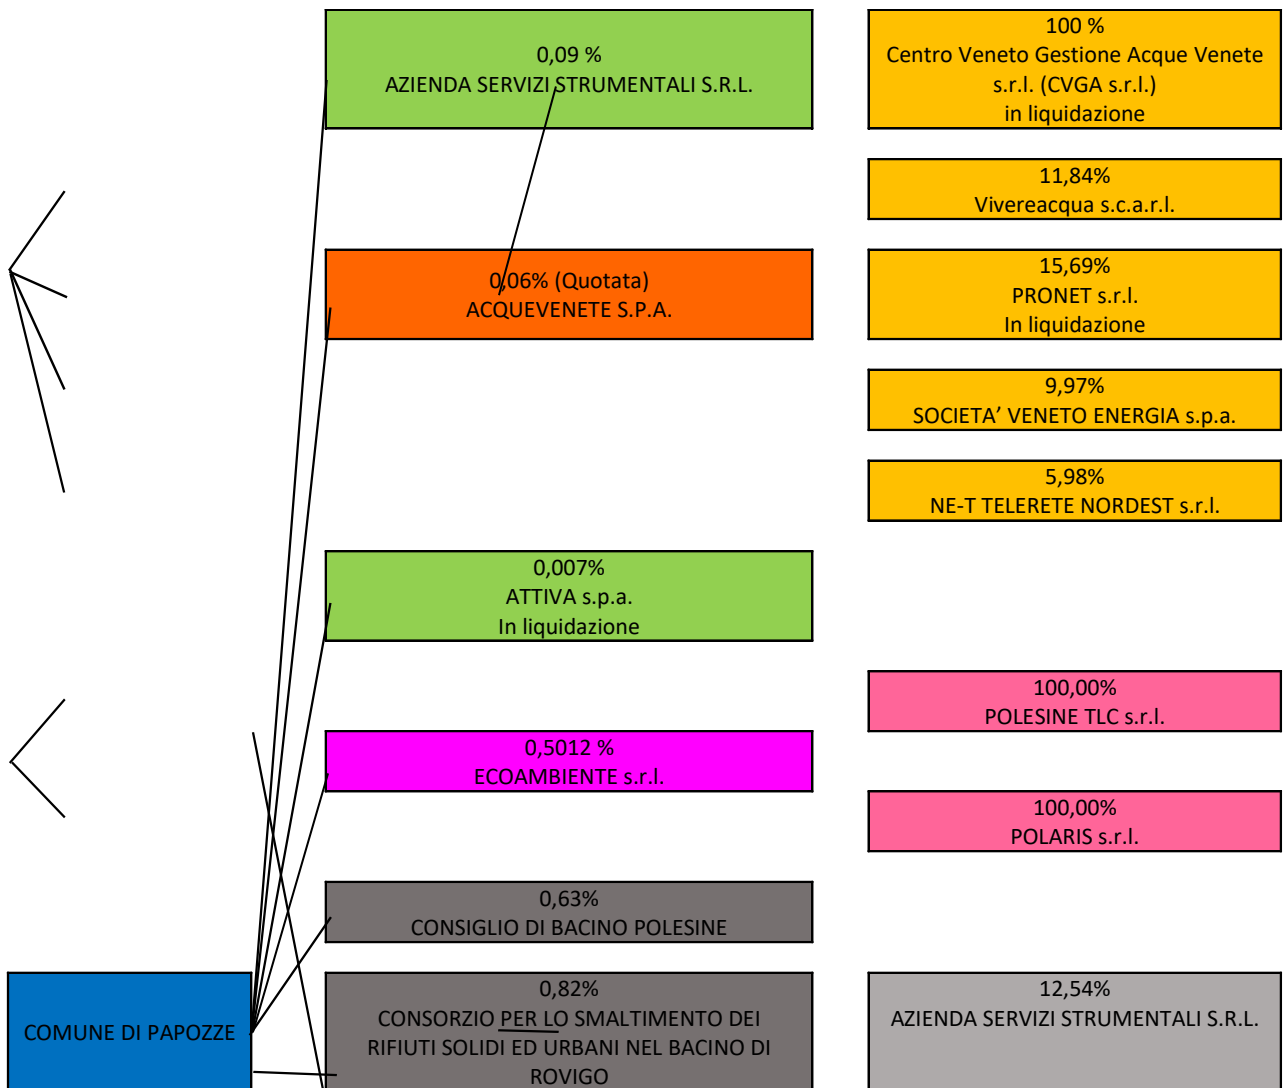 0,09 %
AZIENDA SERVIZI STRUMENTALI S.R.L.
100 %
Centro Veneto Gestione Acque Venete
s.r.l. (CVGA s.r.l.)
in liquidazione
11,84%
Vivereacqua s.c.a.r.l.
0,06% (Quotata)
ACQUEVENETE S.P.A.
15,69%
PRONET s.r.l.
In liquidazione
9,97%
SOCIETA’ VENETO ENERGIA s.p.a.
5,98%
NE-T TELERETE NORDEST s.r.l.
0,007%
ATTIVA s.p.a.
In liquidazione
100,00%
POLESINE TLC s.r.l.
0,5012 %
ECOAMBIENTE s.r.l.
100,00%
POLARIS s.r.l.
0,63%
CONSIGLIO DI BACINO POLESINE
COMUNE DI PAPOZZE
0,82%
CONSORZIO PER LO SMALTIMENTO DEI
RIFIUTI SOLIDI ED URBANI NEL BACINO DI
ROVIGO
12,54%
AZIENDA SERVIZI STRUMENTALI S.R.L.